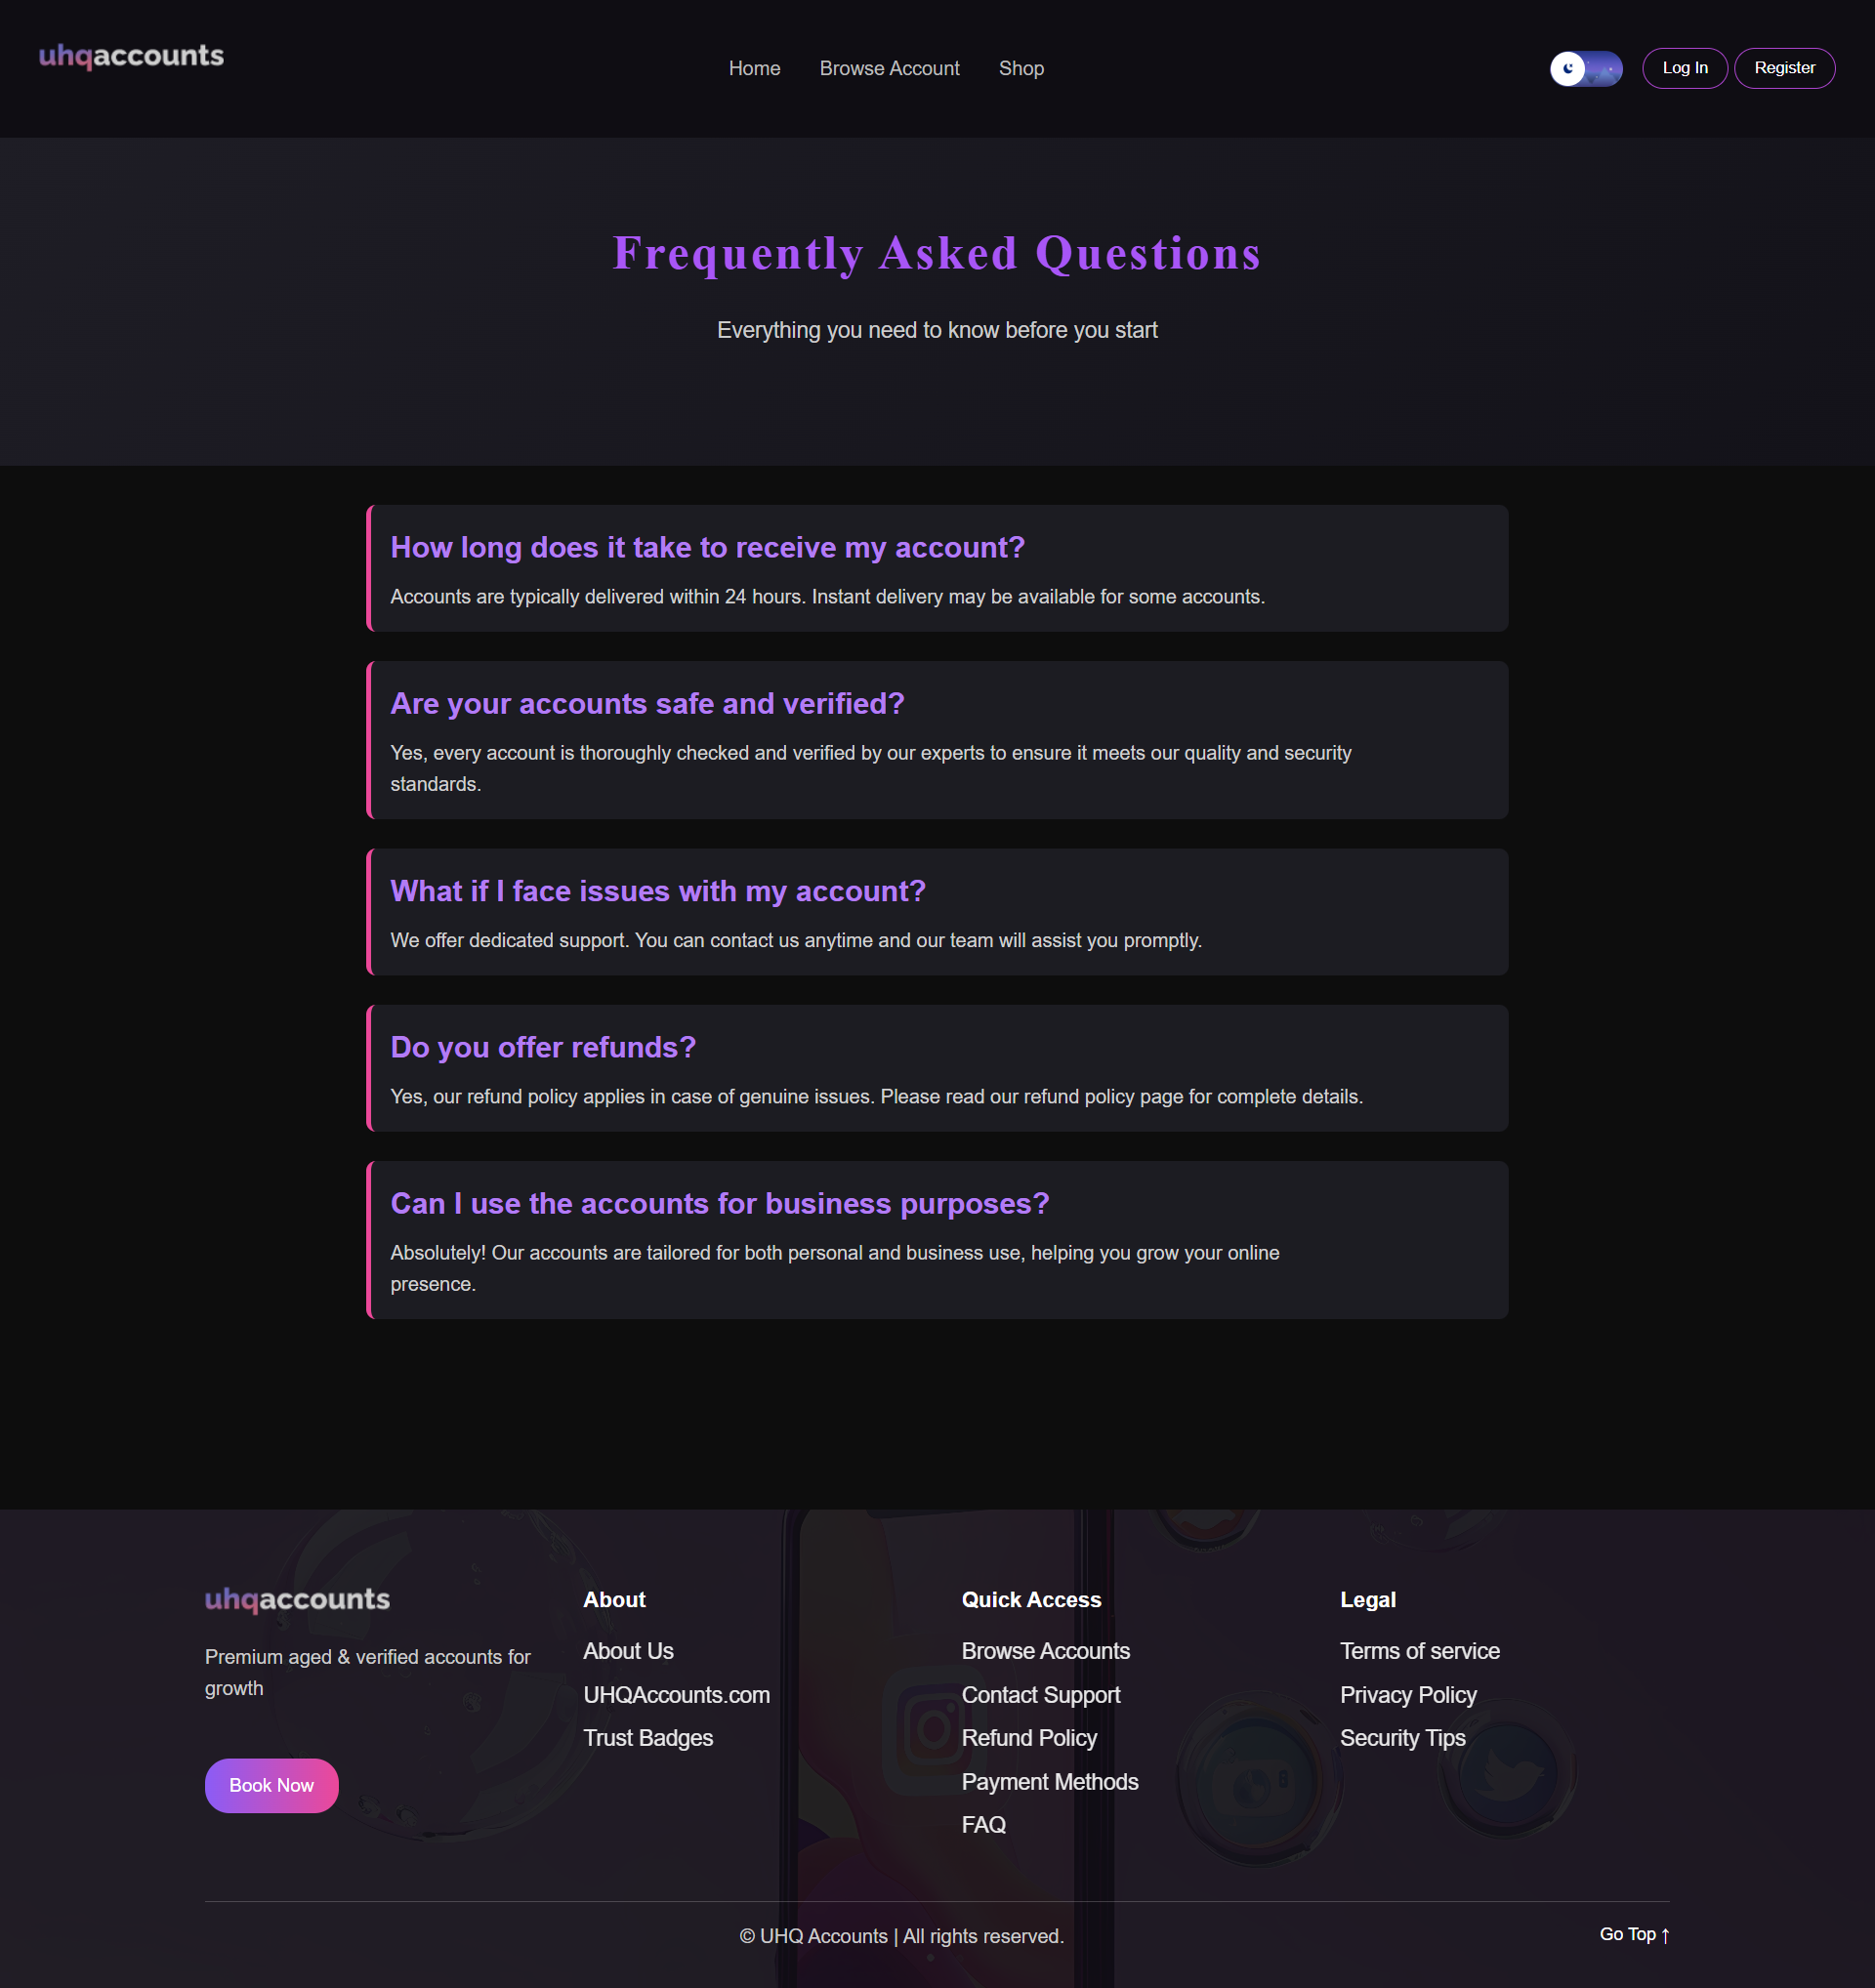 uhqaccounts
Home
Browse Account
Shop
Log In
Register
Frequently Asked Questions
Everything you need to know before you start
How long does it take to receive my account?
Accounts are typically delivered within 24 hours. Instant delivery may be available for some accounts.
Are your accounts safe and verified?
Yes, every account is thoroughly checked and verified by our experts to ensure it meets our quality and security
standards.
What if I face issues with my account?
We offer dedicated support. You can contact us anytime and our team will assist you promptly.
Do you offer refunds?
Yes, our refund policy applies in case of genuine issues. Please read our refund policy page for complete details.
Can I use the accounts for business purposes?
Absolutely! Our accounts are tailored for both personal and business use, helping you grow your online
presence.
uhqaccounts
Premium aged & verified accounts for
growth
Book Now
About
About Us
UHQAccounts.com
Trust Badges
Quick Access
Browse Accounts
Contact Support
Refund Policy
Payment Methods
FAQ
Legal
Terms of service
Privacy Policy
Security Tips
© UHQ Accounts | All rights reserved.
Go Top ↑